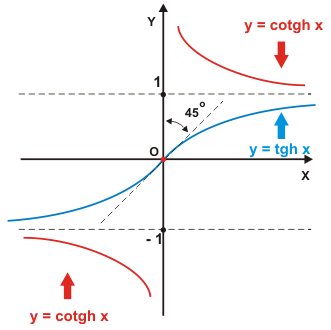 Y
y = cotgh x
1
45°
y = tgh x
O
X
- 1
y = cotgh x